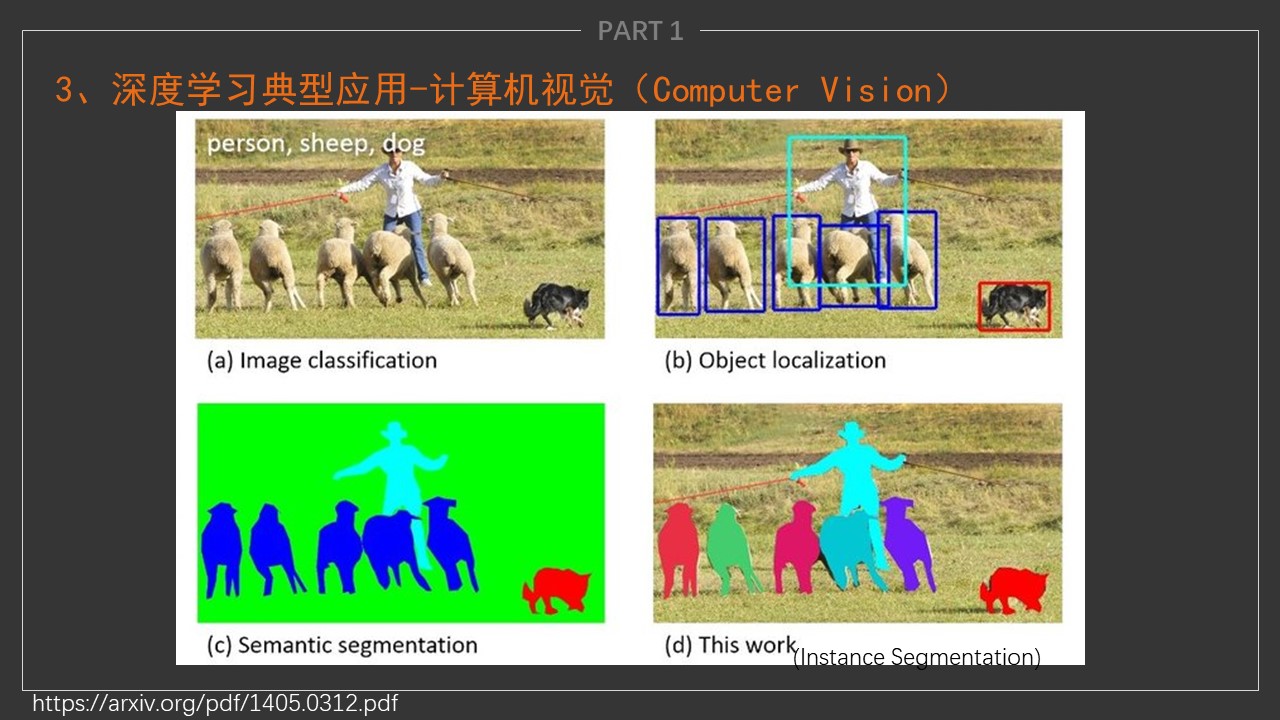 PART 1
3、深度学习典型应用-计算机视觉（Computer Vision）
person, sheep, dog
(a) Image classification
(b) Object localization
(c) Semantic segmentation
(d) This work
(Instance Segmentation)
https://arxiv.org/pdf/1405.0312.pdf